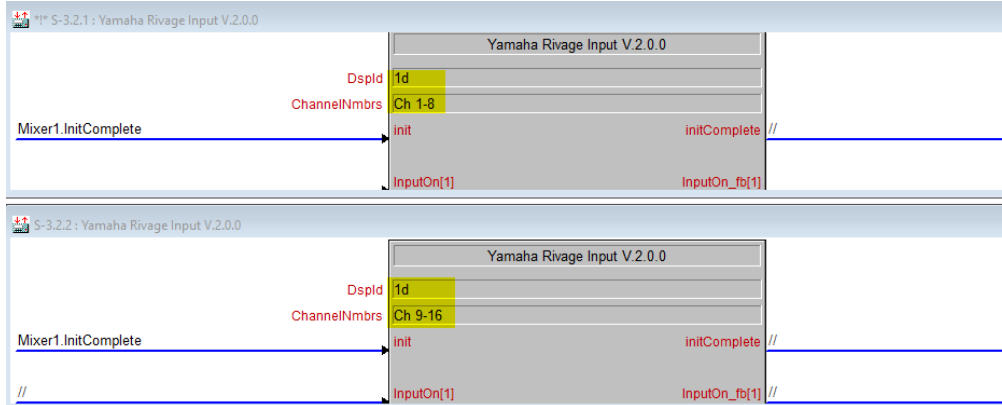 *!* S-3.2.1 : Yamaha Rivage Input V.2.0.0
Yamaha Rivage Input V.2.0.0
DspId 1d
ChannelNmbrs Ch 1-8
Mixer1.InitComplete init initComplete //
InputOn[1] InputOn_fb[1]
S-3.2.2 : Yamaha Rivage Input V.2.0.0
Yamaha Rivage Input V.2.0.0
DspId 1d
ChannelNmbrs Ch 9-16
Mixer1.InitComplete init initComplete //
// InputOn[1] InputOn_fb[1] //